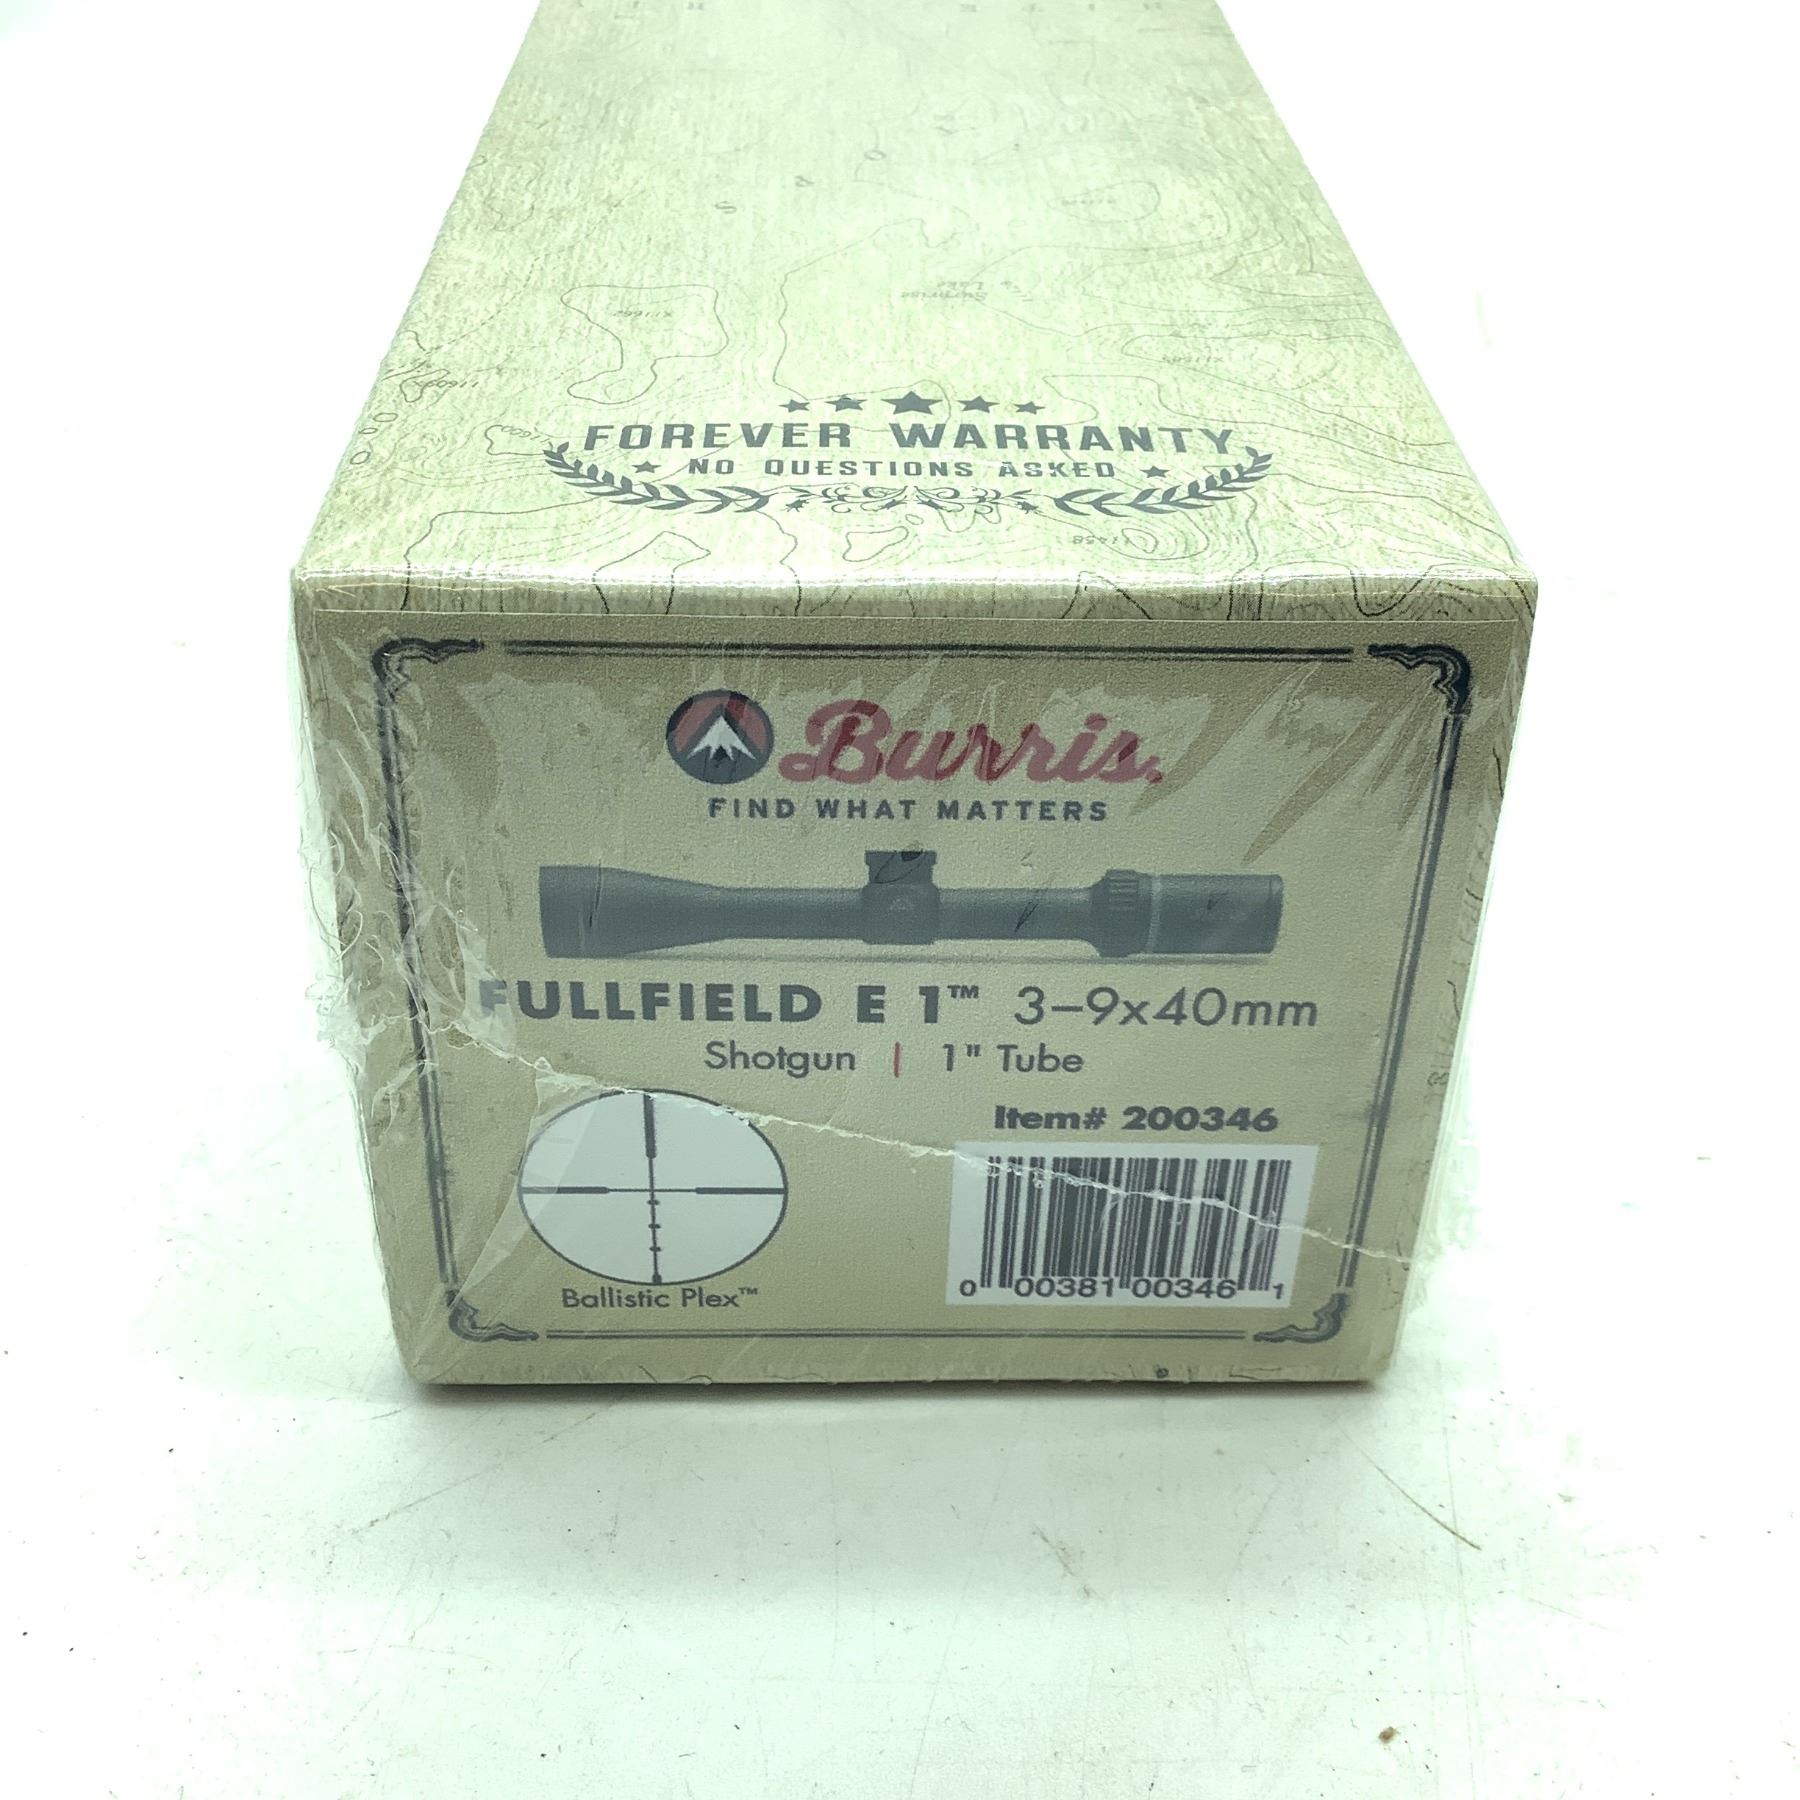 FOREVER WARRANTY
NO QUESTIONS ASKED
Burris.
FIND WHAT MATTERS
FULLFIELD E 1™ 3–9x40mm
Shotgun | 1" Tube
Item# 200346
Ballistic Plex™
0 00381 00346 1